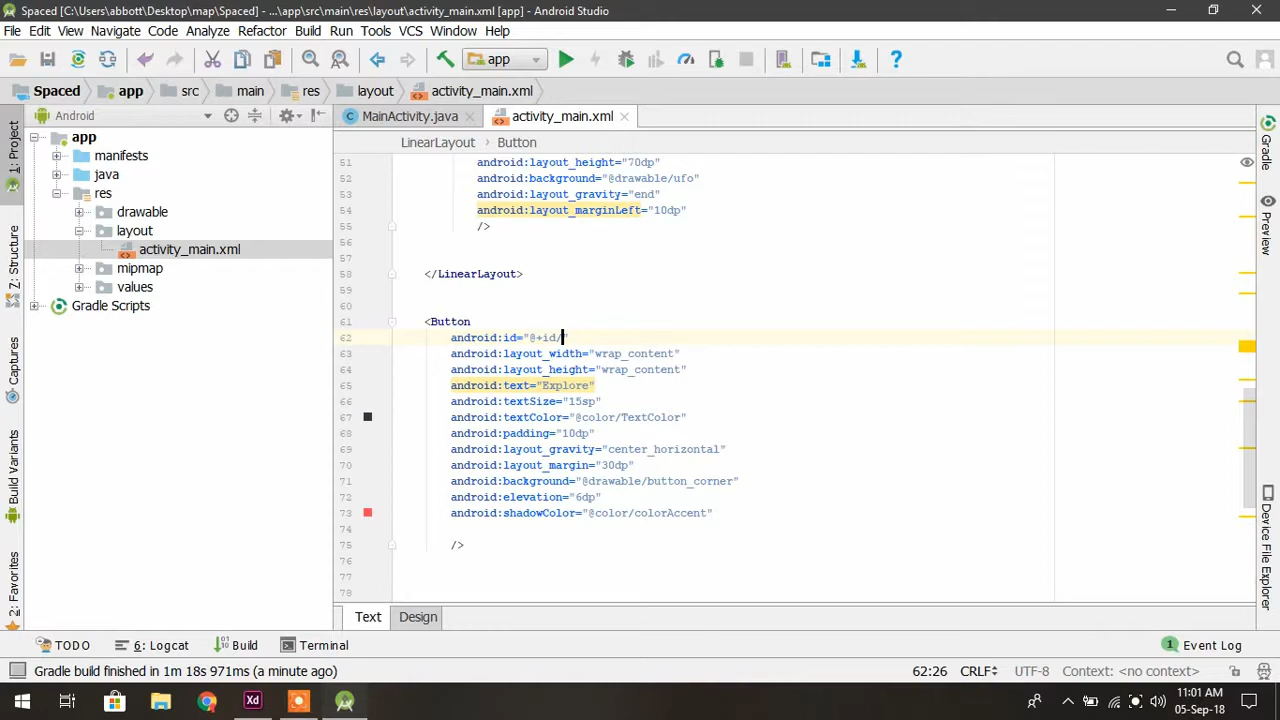 Spaced [C:\Users\abbott\Desktop\map\Spaced] - ...\app\src\main\res\layout\activity_main.xml [app] - Android Studio
File Edit View Navigate Code Analyze Refactor Build Run Tools VCS Window Help
app
Spaced app src main res layout activity_main.xml
Android
MainActivity.java
activity_main.xml
LinearLayout Button
1: Project
Z: Structure
Captures
Build Variants
2: Favorites
app
manifests
java
res
drawable
layout
activity_main.xml
mipmap
values
Gradle Scripts
51 android:layout_height="70dp"
52 android:background="@drawable/ufo"
53 android:layout_gravity="end"
54 android:layout_marginLeft="10dp"
55 />
56
57
58 </LinearLayout>
59
60
61 <Button
62 android:id="@+id/"
63 android:layout_width="wrap_content"
64 android:layout_height="wrap_content"
65 android:text="Explore"
66 android:textSize="15sp"
67 android:textColor="@color/TextColor"
68 android:padding="10dp"
69 android:layout_gravity="center_horizontal"
70 android:layout_margin="30dp"
71 android:background="@drawable/button_corner"
72 android:elevation="6dp"
73 android:shadowColor="@color/colorAccent"
74
75 />
76
77
78
Gradle
Preview
Device File Explorer
Text Design
TODO 6: Logcat Build Terminal 1 Event Log
Gradle build finished in 1m 18s 971ms (a minute ago) 62:26 CRLF UTF-8 Context: <no context>
Xd
11:01 AM
05-Sep-18